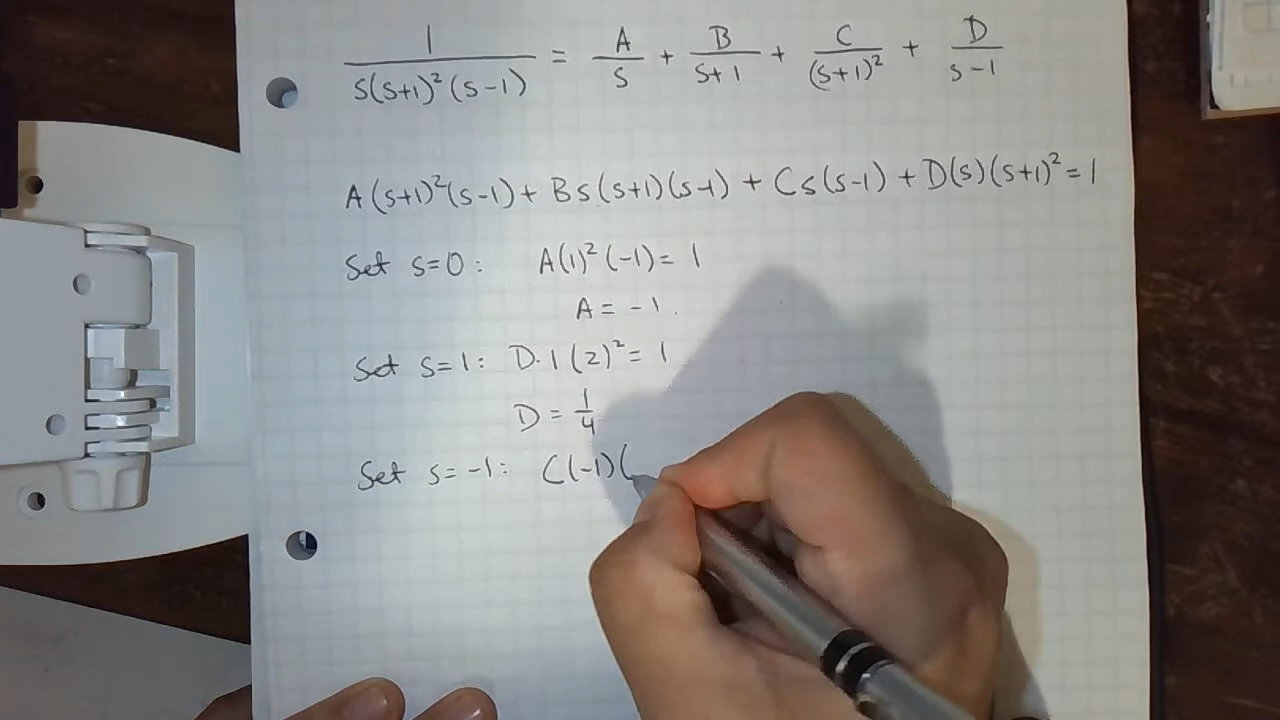 1/(s(s+1)²(s-1)) = A/s + B/(s+1) + C/(s+1)² + D/(s-1)
A(s+1)²(s-1) + Bs(s+1)(s-1) + Cs(s-1) + D(s)(s+1)² = 1
Set s=0: A(1)²(-1) = 1
A = -1.
Set s=1: D·1(2)² = 1
D = 1/4
Set s=-1: C(-1)(